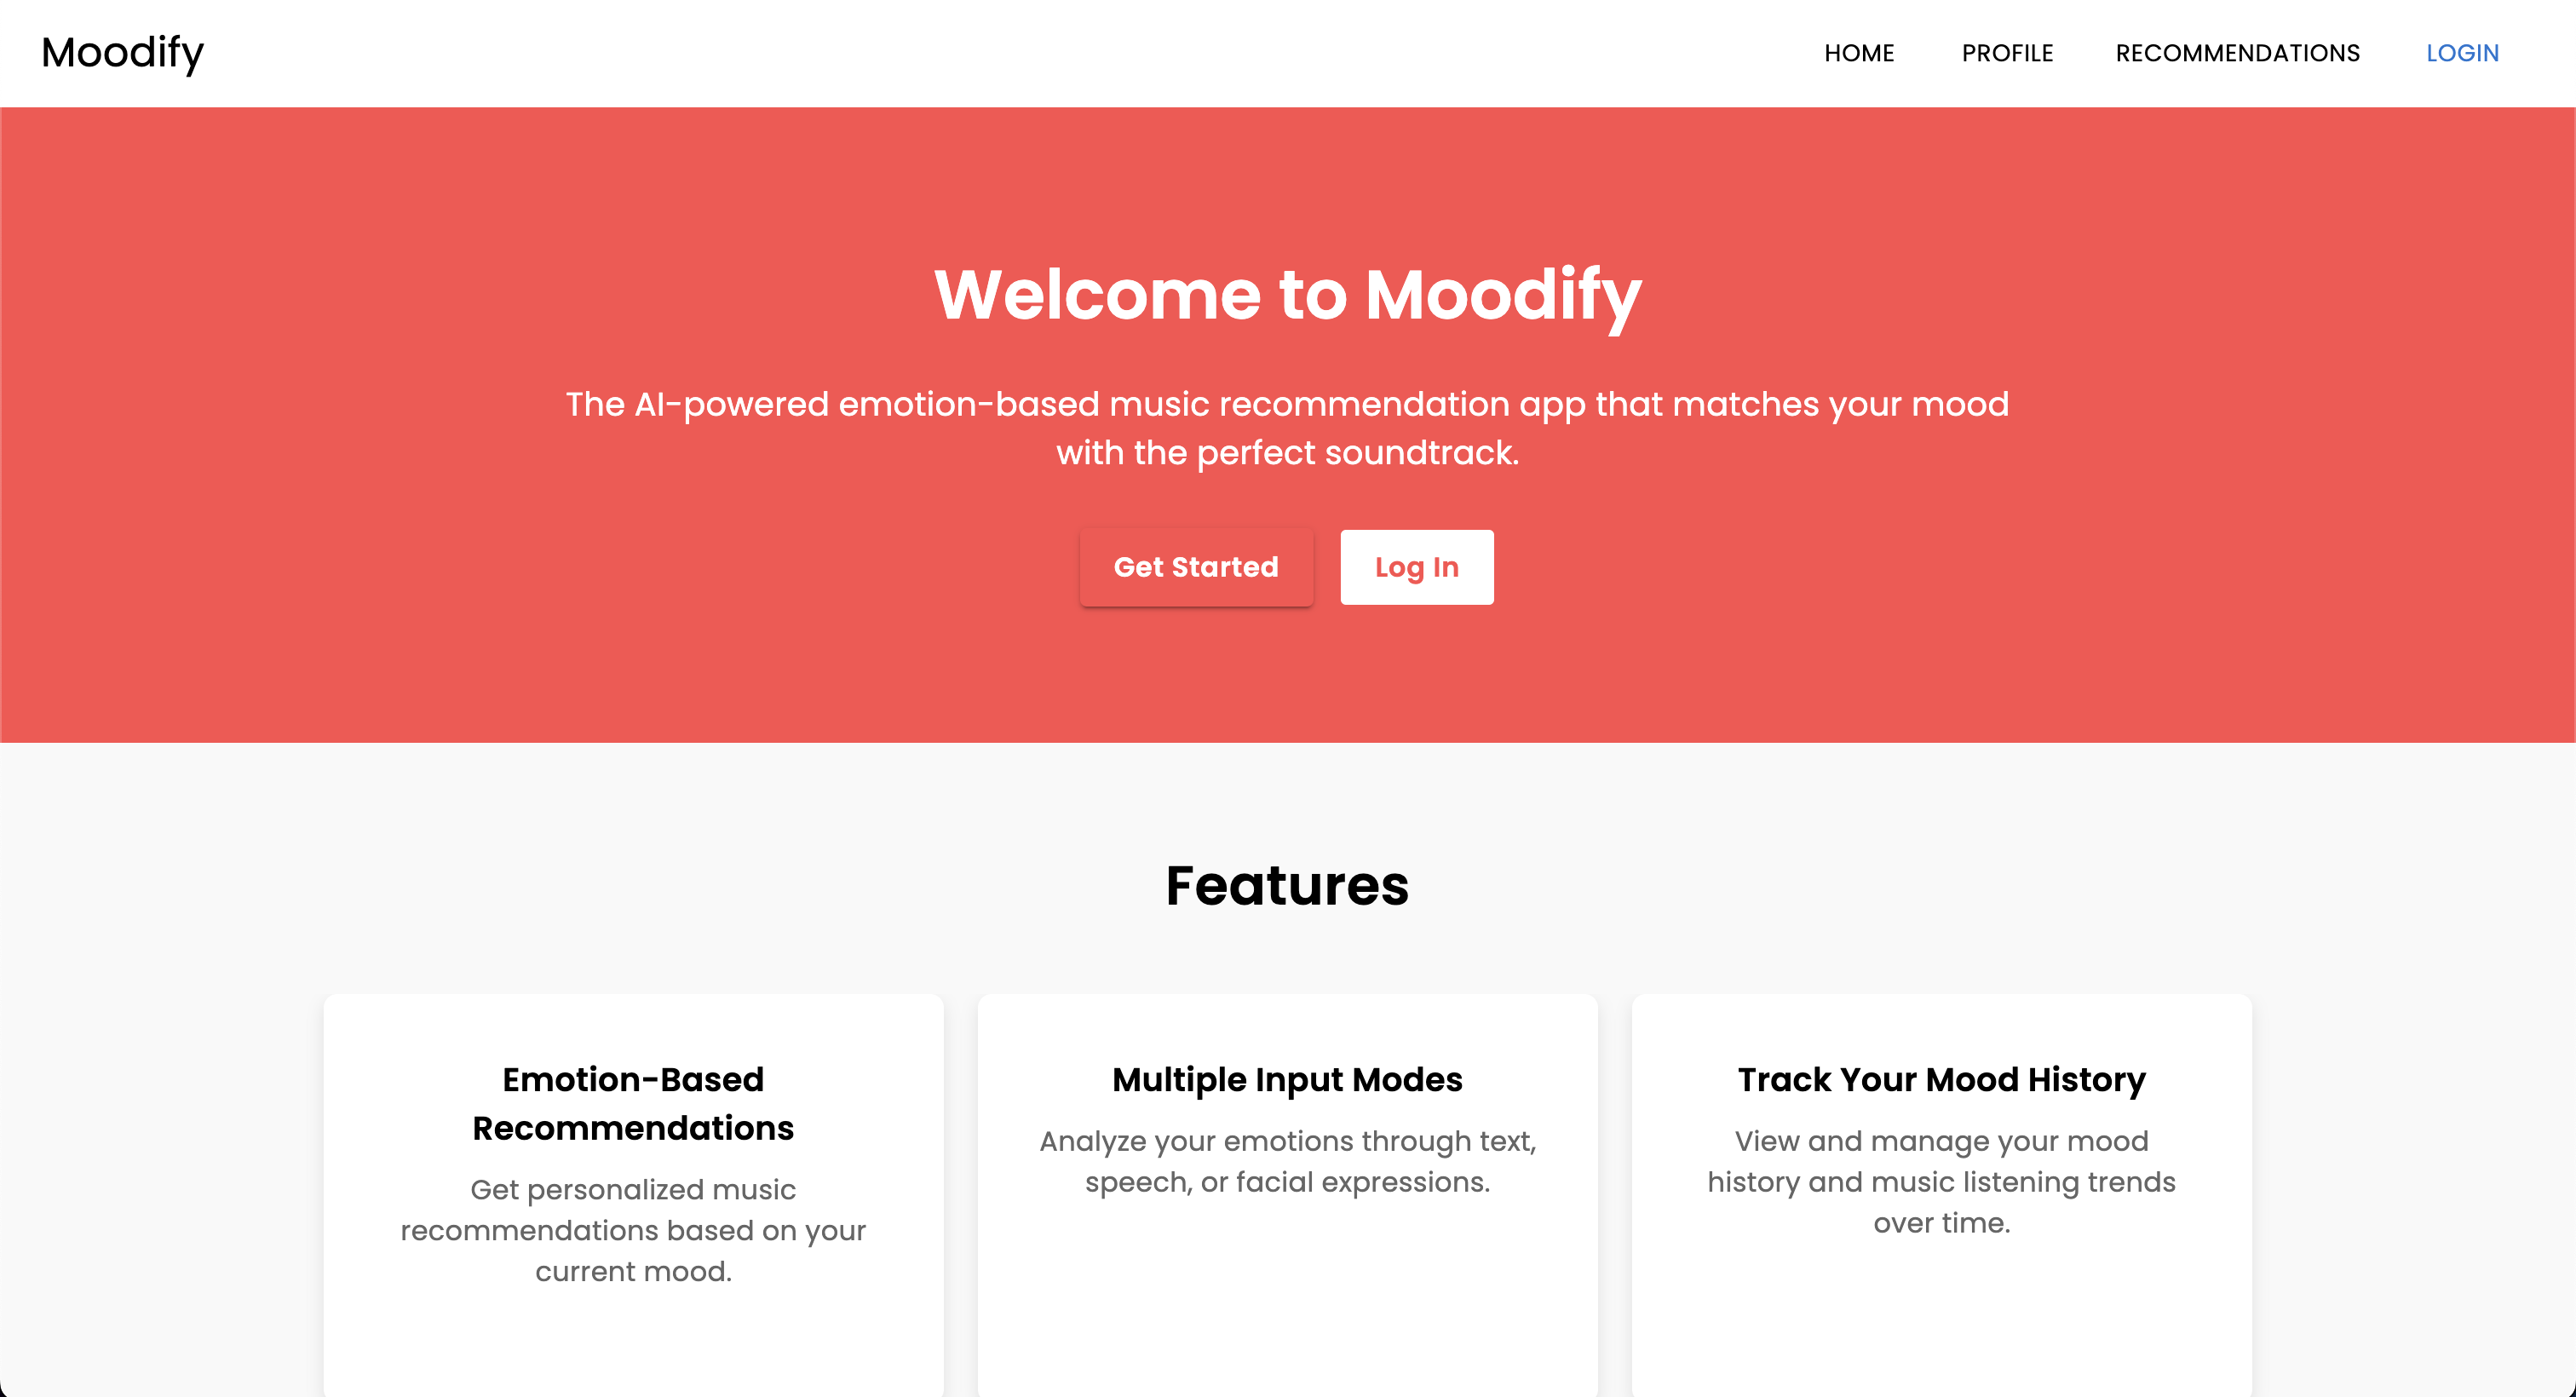 Moodify
HOME
PROFILE
RECOMMENDATIONS
LOGIN
Welcome to Moodify
The AI-powered emotion-based music recommendation app that matches your mood
with the perfect soundtrack.
Get Started
Log In
Features
Emotion-Based
Recommendations
Get personalized music
recommendations based on your
current mood.
Multiple Input Modes
Analyze your emotions through text,
speech, or facial expressions.
Track Your Mood History
View and manage your mood
history and music listening trends
over time.